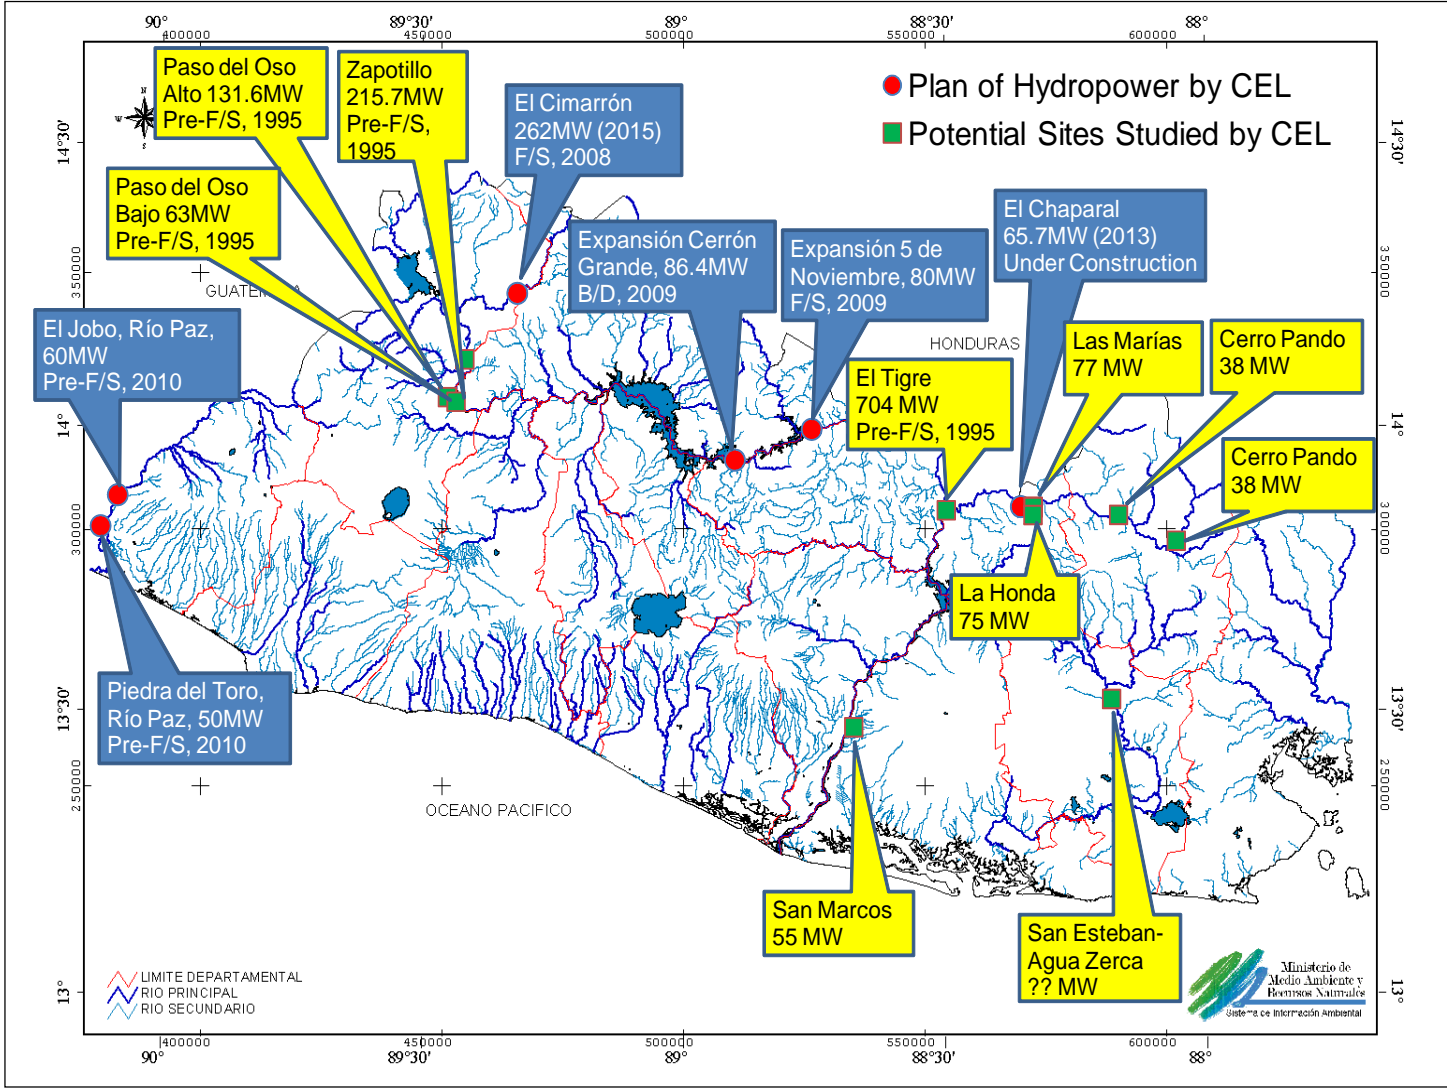 90°
89°30'
89°
88°30'
88°
400000
450000
500000
550000
600000
Paso del Oso
Alto 131.6MW
Pre-F/S, 1995
Zapotillo
215.7MW
Pre-F/S,
1995
El Cimarrón
262MW (2015)
F/S, 2008
Plan of Hydropower by CEL
Potential Sites Studied by CEL
N
W
S
14°30'
14°30'
Paso del Oso
Bajo 63MW
Pre-F/S, 1995
Expansión Cerrón
Grande, 86.4MW
B/D, 2009
Expansión 5 de
Noviembre, 80MW
F/S, 2009
El Chaparal
65.7MW (2013)
Under Construction
350000
350000
El Jobo, Río Paz,
60MW
Pre-F/S, 2010
HONDURAS
El Tigre
704 MW
Pre-F/S, 1995
Las Marías
77 MW
Cerro Pando
38 MW
14°
14°
Cerro Pando
38 MW
300000
300000
La Honda
75 MW
Piedra del Toro,
Río Paz, 50MW
Pre-F/S, 2010
13°30'
13°30'
250000
250000
OCEANO PACIFICO
San Marcos
55 MW
San Esteban-
Agua Zerca
?? MW
LIMITE DEPARTAMENTAL
RIO PRINCIPAL
RIO SECUNDARIO
13°
13°
Ministerio de
Medio Ambiente y
Recursos Naturales
Sistema de Información Ambiental
400000
450000
500000
550000
600000
90°
89°30'
89°
88°30'
88°